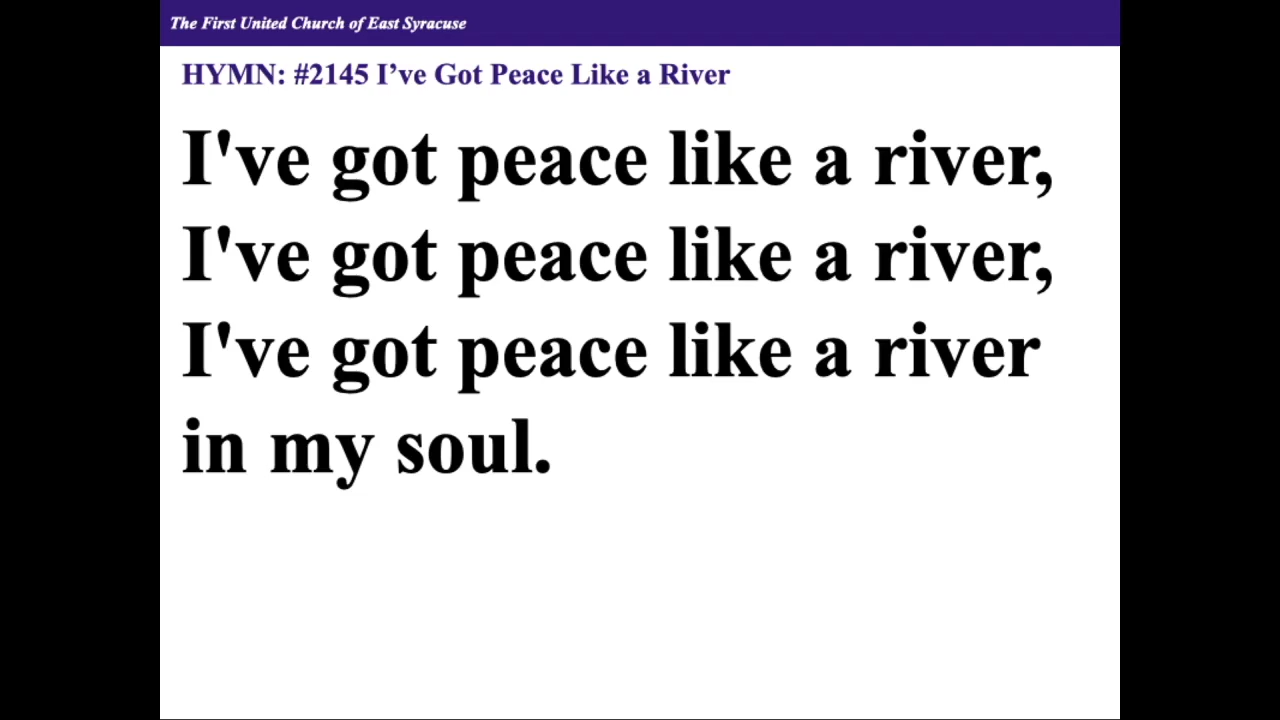 The First United Church of East Syracuse
HYMN: #2145 I’ve Got Peace Like a River
I've got peace like a river,
I've got peace like a river,
I've got peace like a river
in my soul.